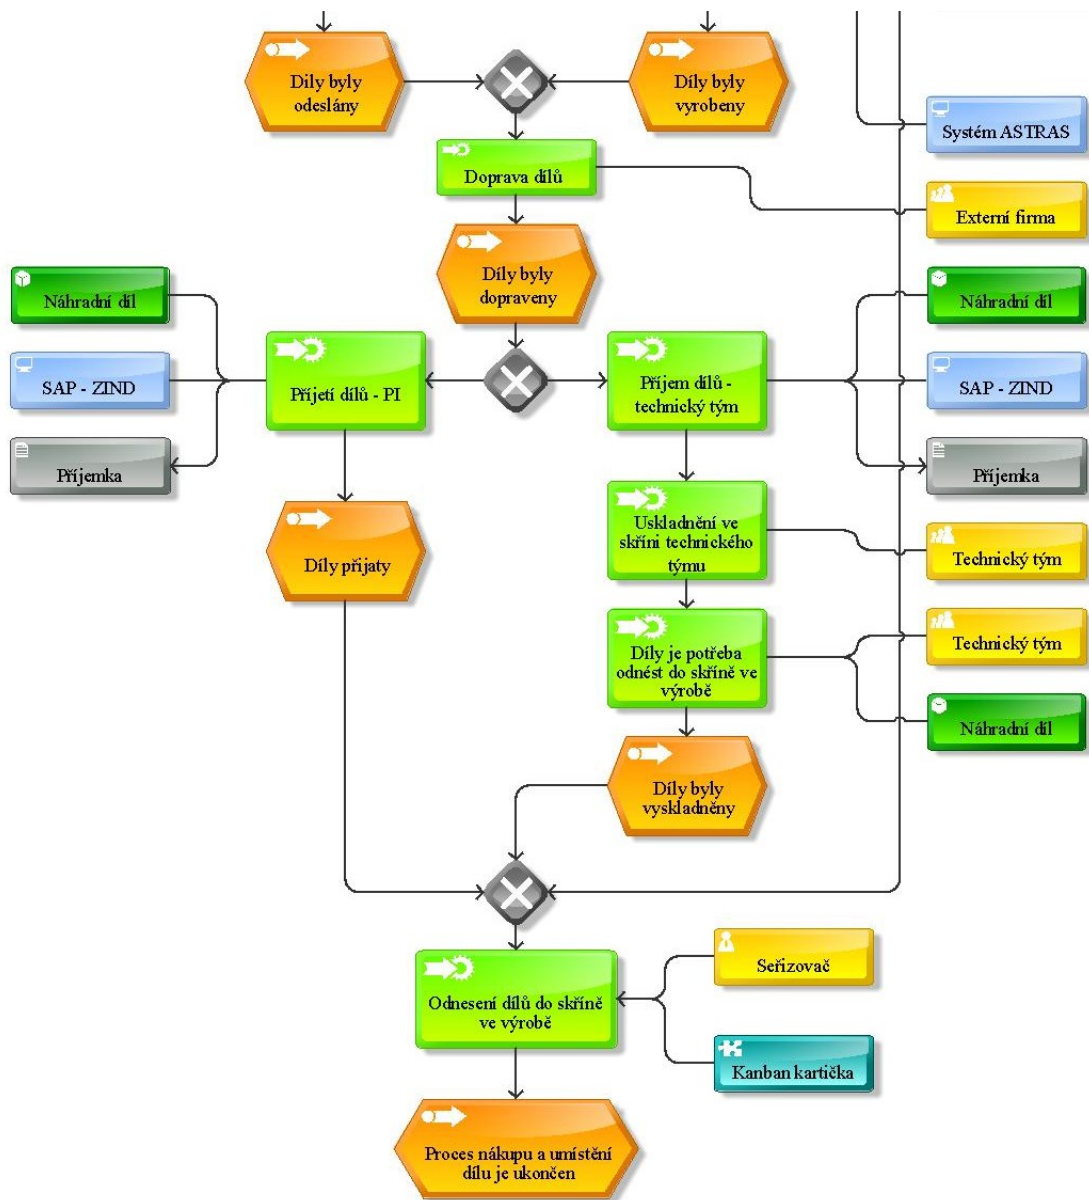 Díly byly
odeslány
Díly byly
vyrobeny
Systém ASTRAS
Doprava dílů
Externí firma
Díly byly
dopraveny
Náhradní díl
Náhradní díl
SAP - ZIND
Přijetí dílů - PI
Příjem dílů -
technický tým
SAP - ZIND
Příjemka
Příjemka
Uskladnění ve
skříni technického
týmu
Technický tým
Díly přijaty
Díly je potřeba
odnést do skříně ve
výrobě
Technický tým
Náhradní díl
Díly byly
vyskladněny
Odnesení dílů do skříně
ve výrobě
Seřizovač
Kanban kartička
Proces nákupu a umístění
dílu je ukončen